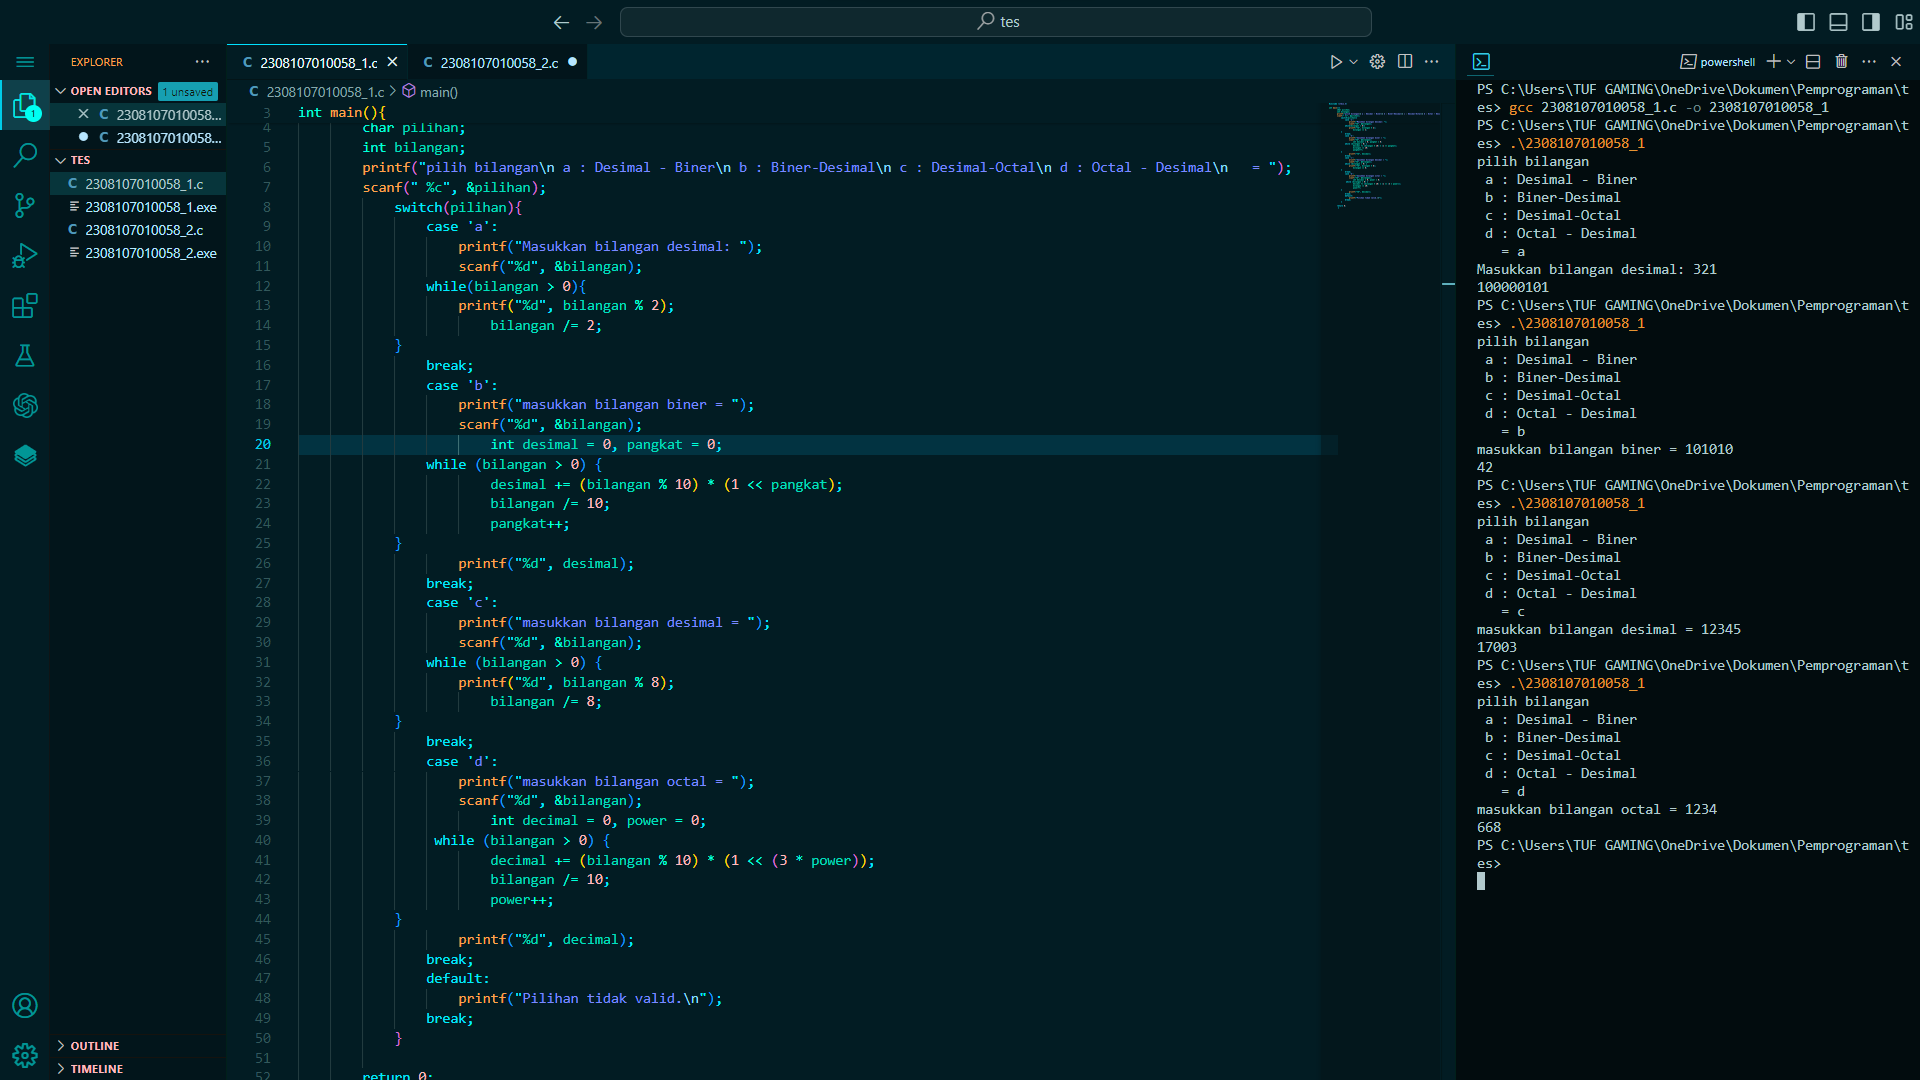 tes
EXPLORER
OPEN EDITORS 1 unsaved
2308107010058...
2308107010058...
TES
2308107010058_1.c
2308107010058_1.exe
2308107010058_2.c
2308107010058_2.exe
OUTLINE
TIMELINE
C 2308107010058_1.c
C 2308107010058_2.c
C 2308107010058_1.c > main()
3 int main(){
4 char pilihan;
5 int bilangan;
6 printf("pilih bilangan\n a : Desimal - Biner\n b : Biner-Desimal\n c : Desimal-Octal\n d : Octal - Desimal\n   = ");
7 scanf(" %c", &pilihan);
8 switch(pilihan){
9 case 'a':
10 printf("Masukkan bilangan desimal: ");
11 scanf("%d", &bilangan);
12 while(bilangan > 0){
13 printf("%d", bilangan % 2);
14 bilangan /= 2;
15 }
16 break;
17 case 'b':
18 printf("masukkan bilangan biner = ");
19 scanf("%d", &bilangan);
20 int desimal = 0, pangkat = 0;
21 while (bilangan > 0) {
22 desimal += (bilangan % 10) * (1 << pangkat);
23 bilangan /= 10;
24 pangkat++;
25 }
26 printf("%d", desimal);
27 break;
28 case 'c':
29 printf("masukkan bilangan desimal = ");
30 scanf("%d", &bilangan);
31 while (bilangan > 0) {
32 printf("%d", bilangan % 8);
33 bilangan /= 8;
34 }
35 break;
36 case 'd':
37 printf("masukkan bilangan octal = ");
38 scanf("%d", &bilangan);
39 int decimal = 0, power = 0;
40 while (bilangan > 0) {
41 decimal += (bilangan % 10) * (1 << (3 * power));
42 bilangan /= 10;
43 power++;
44 }
45 printf("%d", decimal);
46 break;
47 default:
48 printf("Pilihan tidak valid.\n");
49 break;
50 }
51
52 return 0;
powershell
PS C:\Users\TUF GAMING\OneDrive\Dokumen\Pemprograman\t
es> gcc 2308107010058_1.c -o 2308107010058_1
PS C:\Users\TUF GAMING\OneDrive\Dokumen\Pemprograman\t
es> .\2308107010058_1
pilih bilangan
a : Desimal - Biner
b : Biner-Desimal
c : Desimal-Octal
d : Octal - Desimal
= a
Masukkan bilangan desimal: 321
100000101
PS C:\Users\TUF GAMING\OneDrive\Dokumen\Pemprograman\t
es> .\2308107010058_1
pilih bilangan
a : Desimal - Biner
b : Biner-Desimal
c : Desimal-Octal
d : Octal - Desimal
= b
masukkan bilangan biner = 101010
42
PS C:\Users\TUF GAMING\OneDrive\Dokumen\Pemprograman\t
es> .\2308107010058_1
pilih bilangan
a : Desimal - Biner
b : Biner-Desimal
c : Desimal-Octal
d : Octal - Desimal
= c
masukkan bilangan desimal = 12345
17003
PS C:\Users\TUF GAMING\OneDrive\Dokumen\Pemprograman\t
es> .\2308107010058_1
pilih bilangan
a : Desimal - Biner
b : Biner-Desimal
c : Desimal-Octal
d : Octal - Desimal
= d
masukkan bilangan octal = 1234
668
PS C:\Users\TUF GAMING\OneDrive\Dokumen\Pemprograman\t
es>